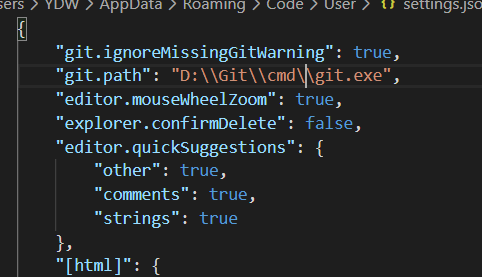 ers > YDW > AppData > Roaming > Code > User > {} settings.jso
{
"git.ignoreMissingGitWarning": true,
"git.path": "D:\\Git\\cmd\\git.exe",
"editor.mouseWheelZoom": true,
"explorer.confirmDelete": false,
"editor.quickSuggestions": {
"other": true,
"comments": true,
"strings": true
},
"[html]": {